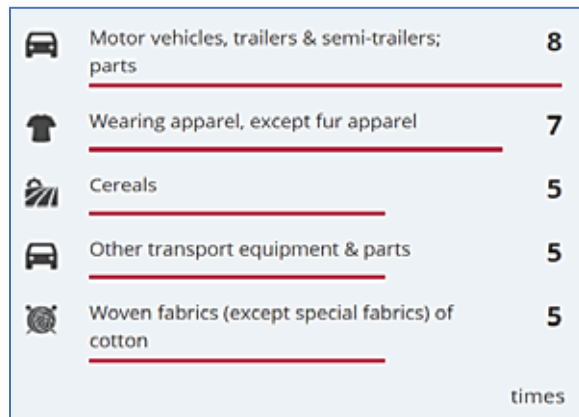 Motor vehicles, trailers & semi-trailers; 8
parts
Wearing apparel, except fur apparel 7
Cereals 5
Other transport equipment & parts 5
Woven fabrics (except special fabrics) of 5
cotton
times